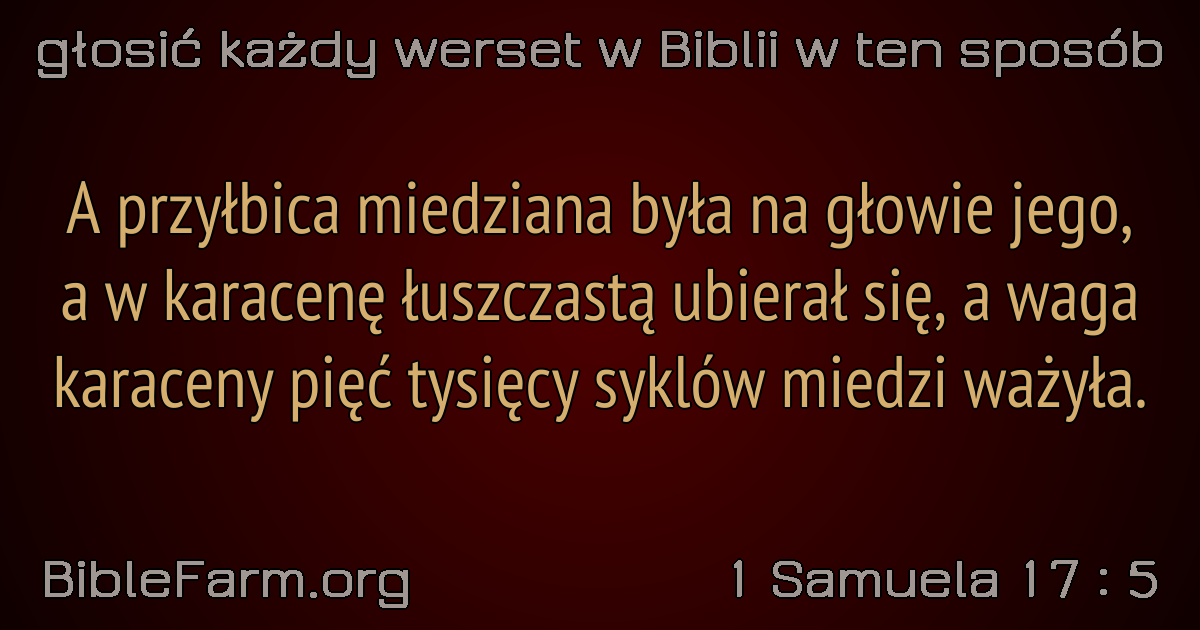 głosić każdy werset w Biblii w ten sposób
A przyłbica miedziana była na głowie jego,
a w karacenę łuszczastą ubierał się, a waga
karaceny pięć tysięcy syklów miedzi ważyła.
BibleFarm.org
1 Samuela 17 : 5